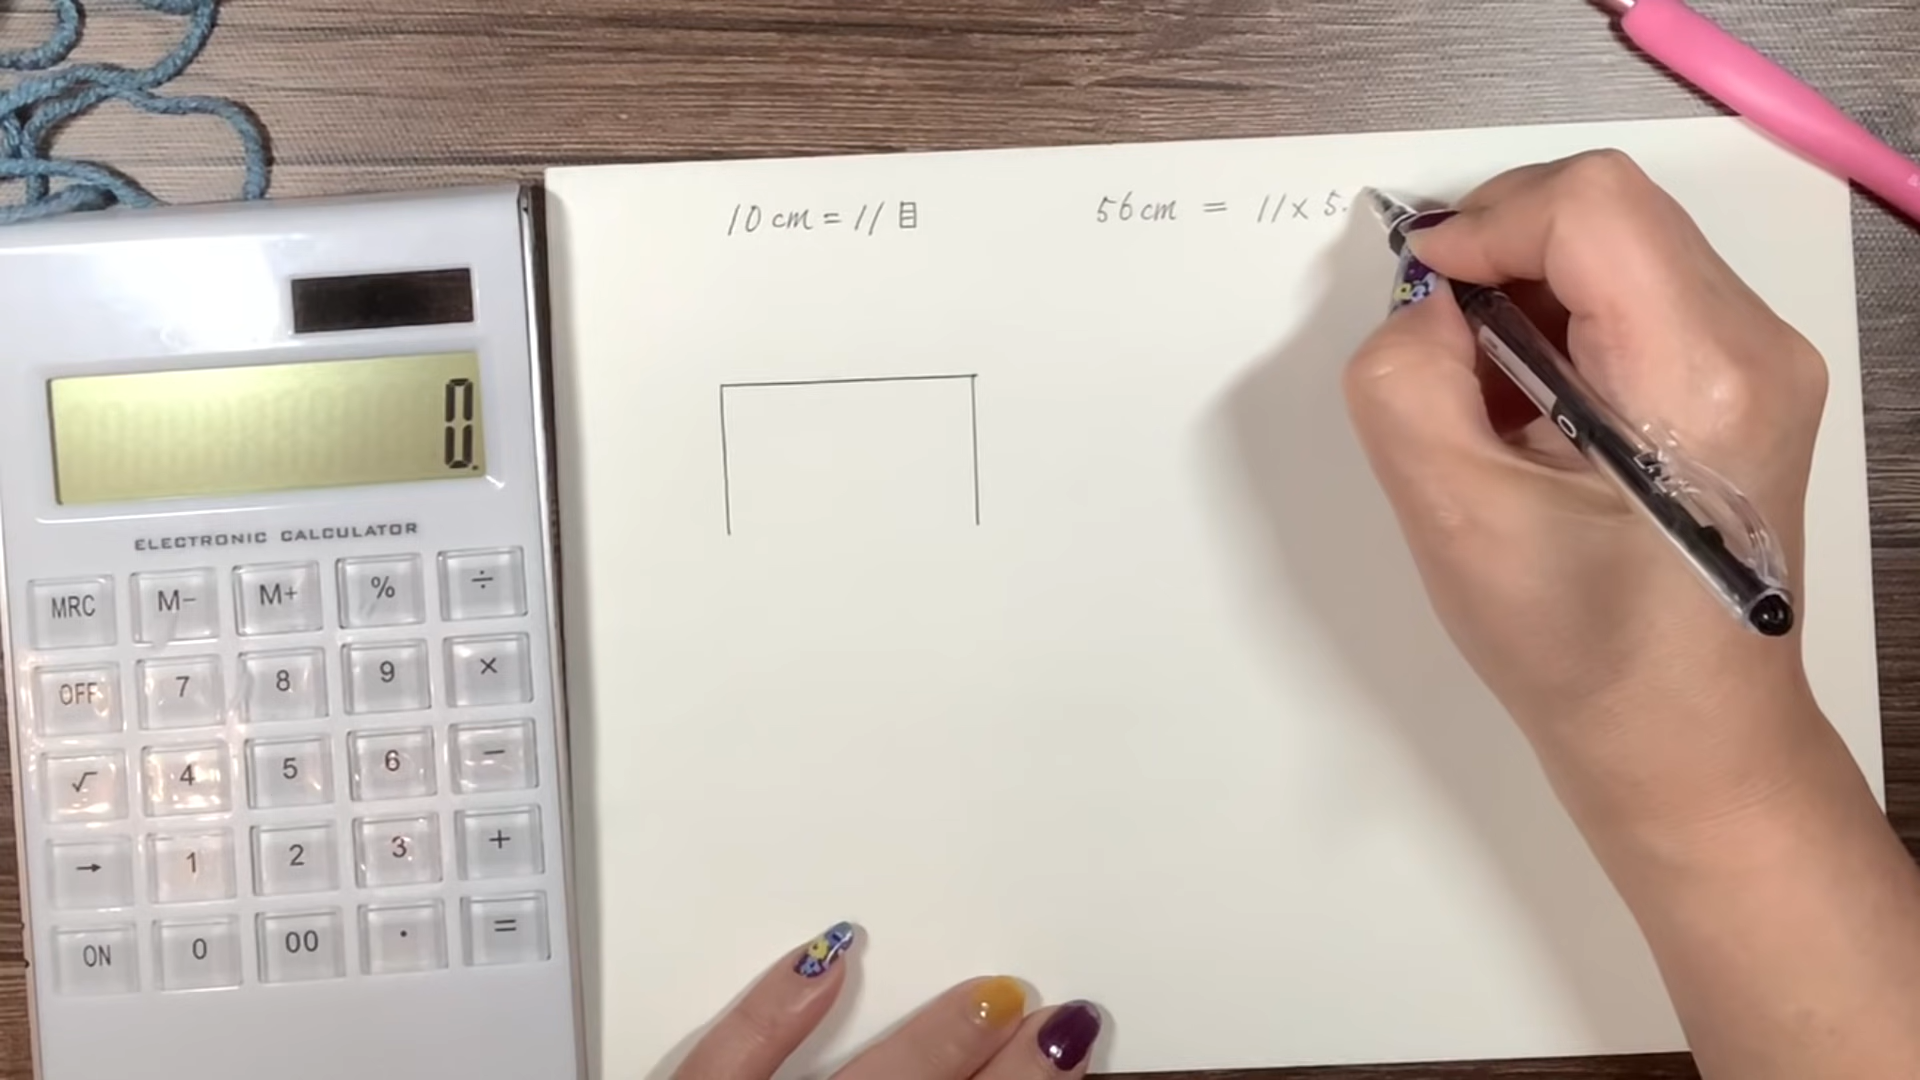 10cm=11目
56cm = 11×5.
0.
ELECTRONIC CALCULATOR
MRC M- M+ % ÷
OFF 7 8 9 ×
√ 4 5 6 -
→ 1 2 3 +
ON 0 00 · =